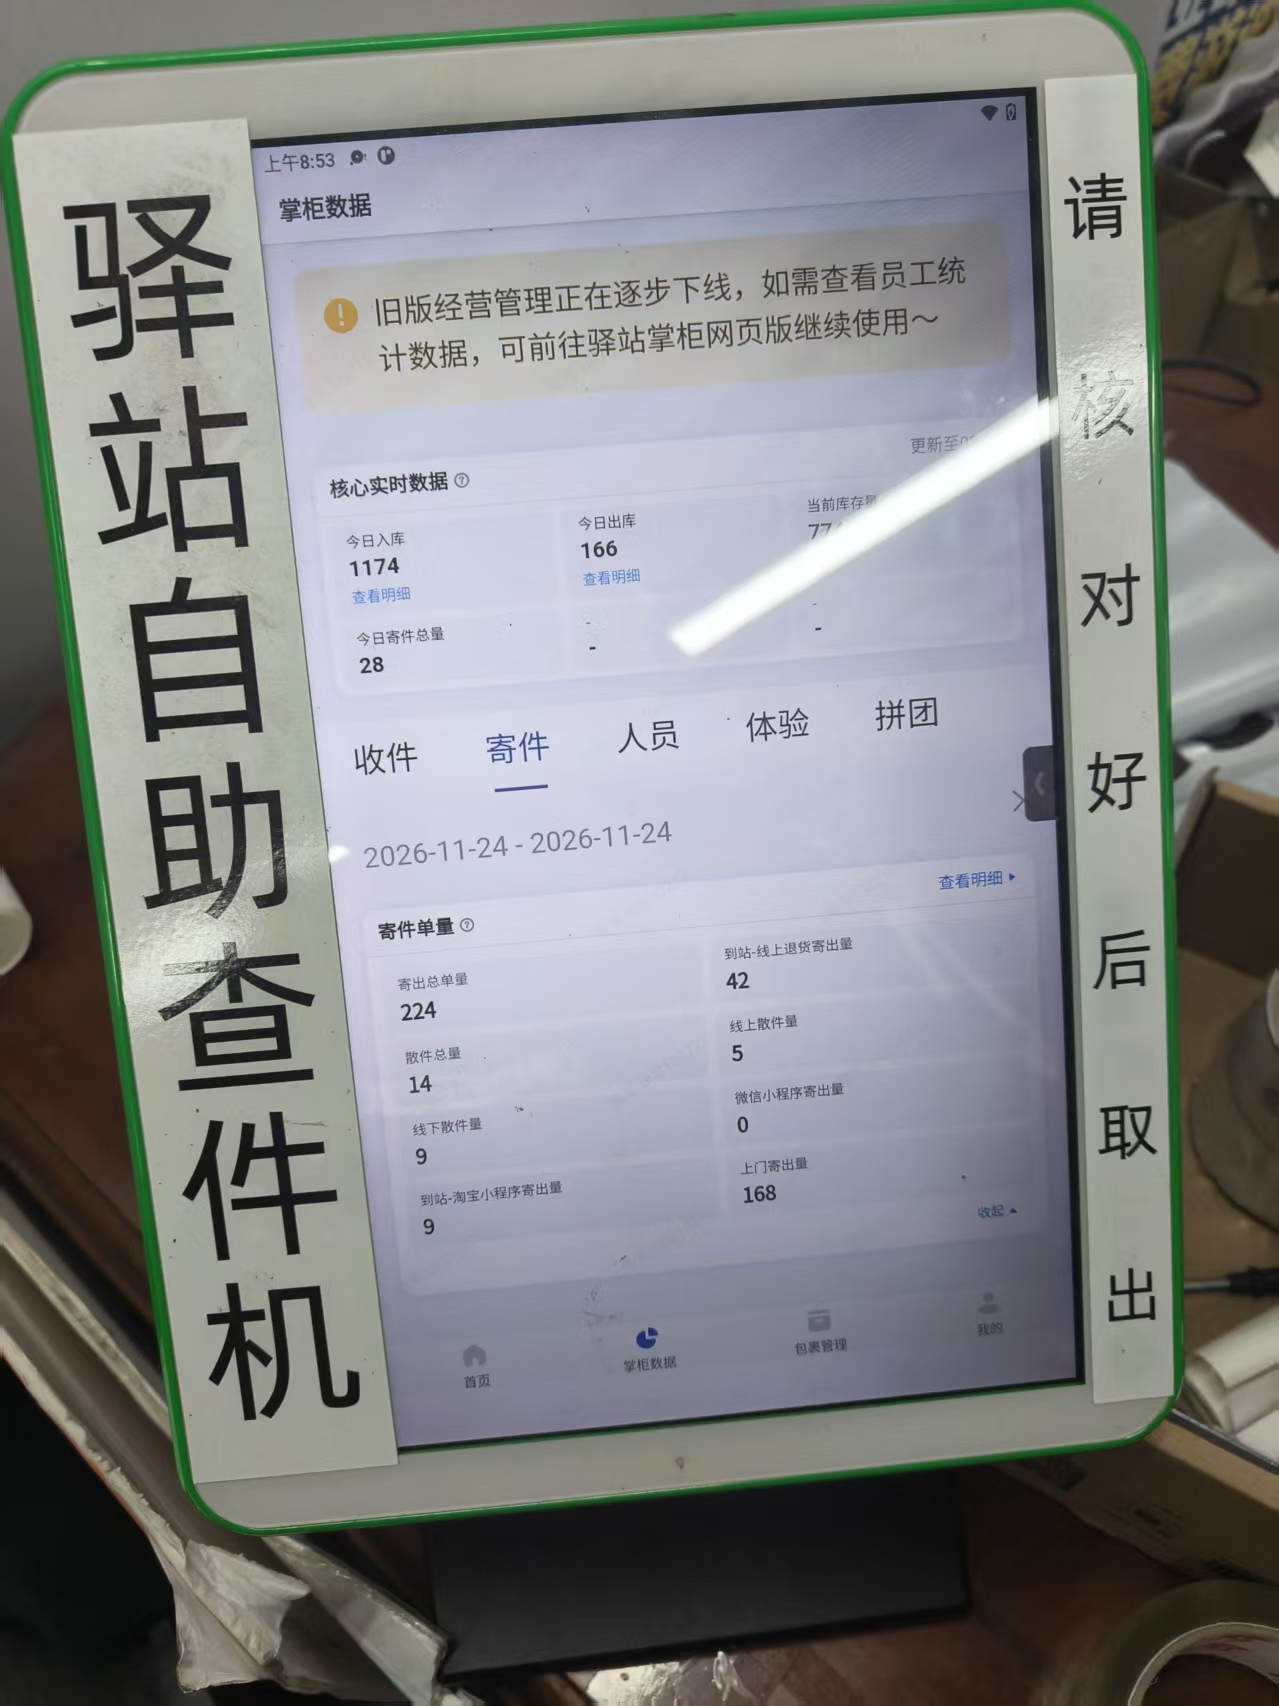 驿站自助查件机
请核对好后取出
上午8:53
掌柜数据
旧版经营管理正在逐步下线，如需查看员工统
计数据，可前往驿站掌柜网页版继续使用～
更新至
核心实时数据
今日入库
1174
查看明细
今日出库
166
查看明细
当前库存量
今日寄件总量
28
-
-
-
-
收件 寄件 人员 体验 拼团
2026-11-24 - 2026-11-24
寄件单量
查看明细
寄出总单量
224
到站-线上退货寄出量
42
散件总量
14
线上散件量
5
线下散件量
9
微信小程序寄出量
0
到站-淘宝小程序寄出量
9
上门寄出量
168
收起
首页
掌柜数据
包裹管理
我的